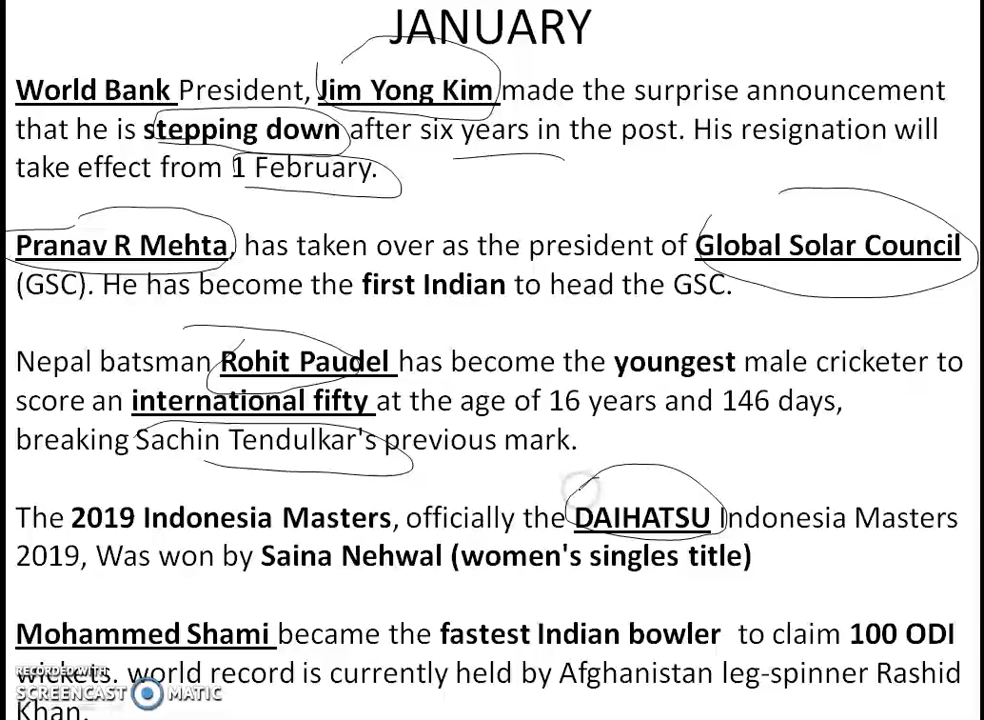 JANUARY
World Bank President, Jim Yong Kim made the surprise announcement
that he is stepping down after six years in the post. His resignation will
take effect from 1 February.
Pranav R Mehta, has taken over as the president of Global Solar Council
(GSC). He has become the first Indian to head the GSC.
Nepal batsman Rohit Paudel has become the youngest male cricketer to
score an international fifty at the age of 16 years and 146 days,
breaking Sachin Tendulkar's previous mark.
The 2019 Indonesia Masters, officially the DAIHATSU Indonesia Masters
2019, Was won by Saina Nehwal (women's singles title)
Mohammed Shami became the fastest Indian bowler to claim 100 ODI
wickets. world record is currently held by Afghanistan leg-spinner Rashid
Khan.
RECORDED WITH
SCREENCAST MATIC